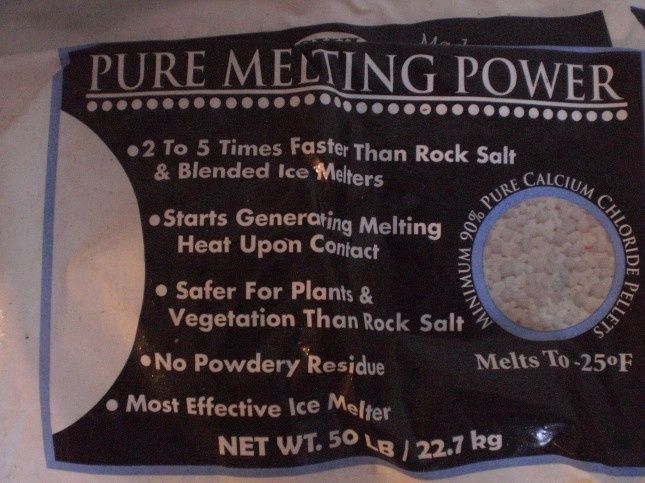 PURE MELTING POWER
•2 To 5 Times Faster Than Rock Salt
& Blended Ice Melters
•Starts Generating Melting
Heat Upon Contact
• Safer For Plants &
Vegetation Than Rock Salt
•No Powdery Residue
• Most Effective Ice Melter
NET WT. 50 LB / 22.7 kg
MINIMUM 90% PURE CALCIUM CHLORIDE PELLETS
Melts To -25°F